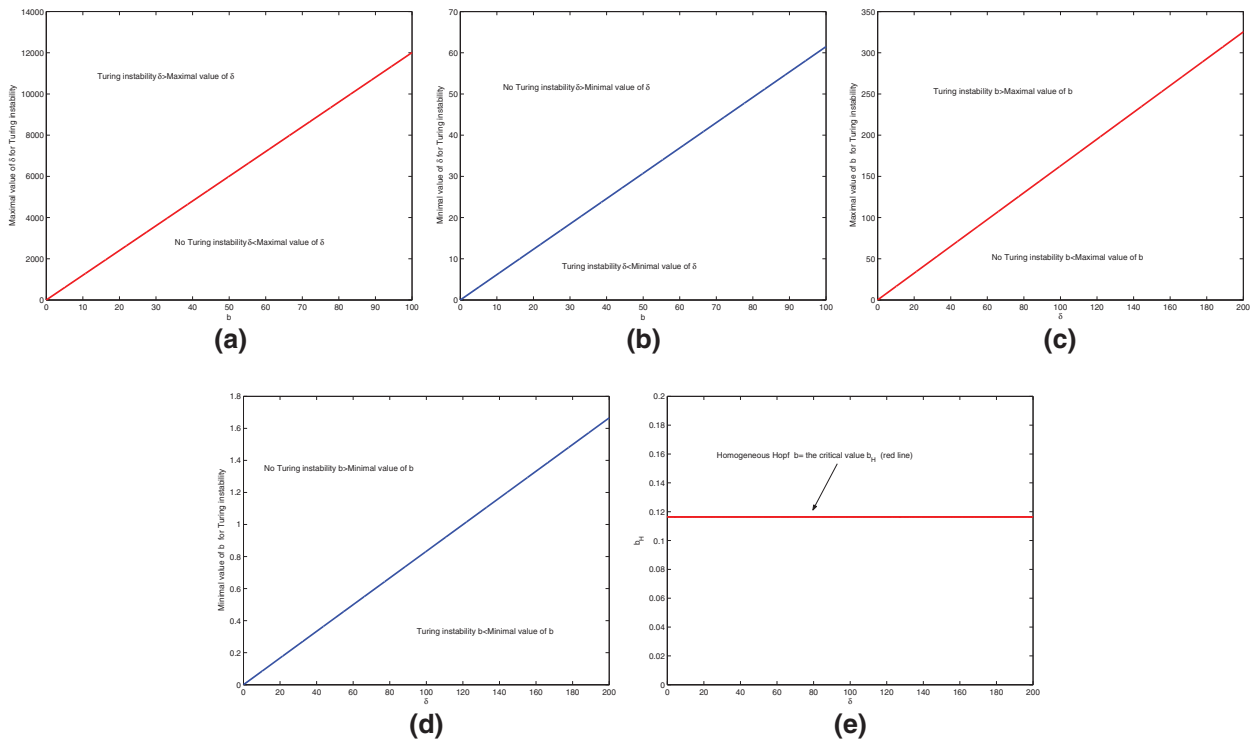 14000
12000
10000
8000
6000
4000
2000
0
Maximal value of δ for Turing instability
Turing instability δ>Maximal value of δ
No Turing instability δ<Maximal value of δ
0 10 20 30 40 50 60 70 80 90 100
b
(a)
70
60
50
40
30
20
10
0
Minimal value of δ for Turing instability
No Turing instability δ>Minimal value of δ
Turing instability δ<Minimal value of δ
0 10 20 30 40 50 60 70 80 90 100
b
(b)
350
300
250
200
150
100
50
0
Maximal value of b for Turing instability
Turing instability b>Maximal value of b
No Turing instability b<Maximal value of b
0 20 40 60 80 100 120 140 160 180 200
δ
(c)
1.8
1.6
1.4
1.2
1
0.8
0.6
0.4
0.2
0
Minimal value of b for Turing instability
No Turing instability b>Minimal value of b
Turing instability b<Minimal value of b
0 20 40 60 80 100 120 140 160 180 200
δ
(d)
0.2
0.18
0.16
0.14
0.12
0.1
0.08
0.06
0.04
0.02
0
b_H
Homogeneous Hopf b= the critical value b_H (red line)
0 20 40 60 80 100 120 140 160 180 200
δ
(e)